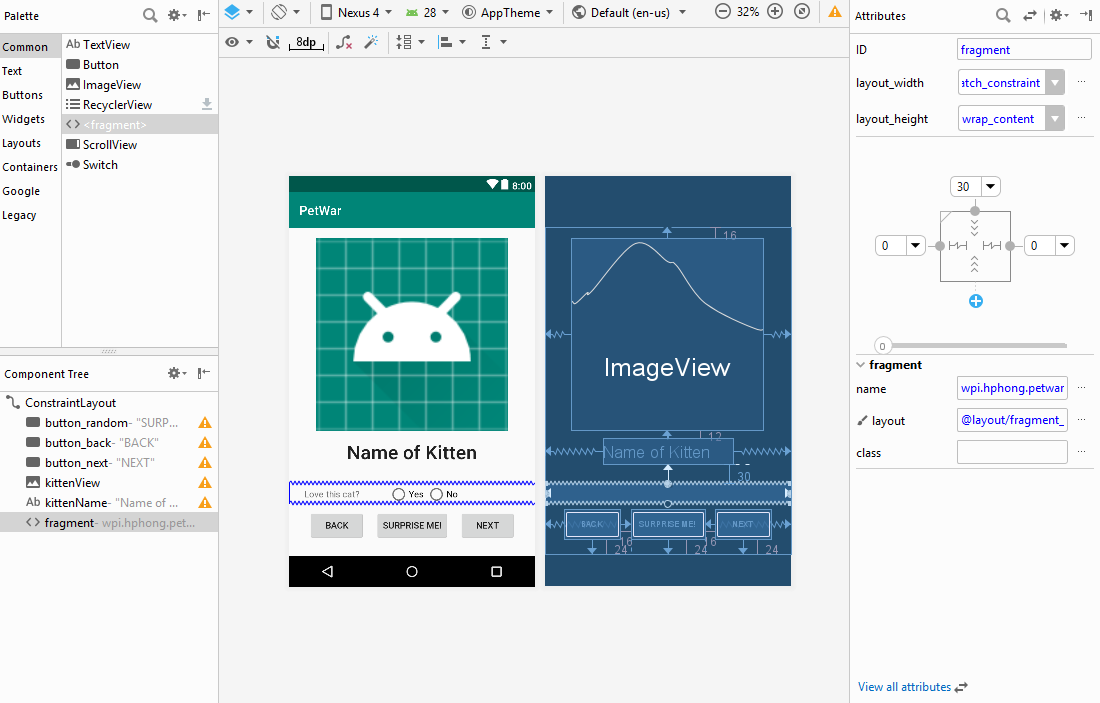 Palette
Common
Text
Buttons
Widgets
Layouts
Containers
Google
Legacy
Ab TextView
Button
ImageView
RecyclerView
<fragment>
ScrollView
Switch
Component Tree
ConstraintLayout
button_random- "SURP...
button_back- "BACK"
button_next- "NEXT"
kittenView
Ab kittenName- "Name of ...
fragment- wpi.hphong.pet...
Nexus 4
28
AppTheme
Default (en-us)
32%
8dp
8:00
PetWar
Name of Kitten
Love this cat?
Yes
No
BACK
SURPRISE ME!
NEXT
16
ImageView
12
Name of Kitten
30
BACK
SURPRISE ME!
NEXT
16
16
24
24
24
Attributes
ID
fragment
layout_width
atch_constraint
layout_height
wrap_content
30
0
0
0
fragment
name
wpi.hphong.petwar
layout
@layout/fragment_
class
View all attributes